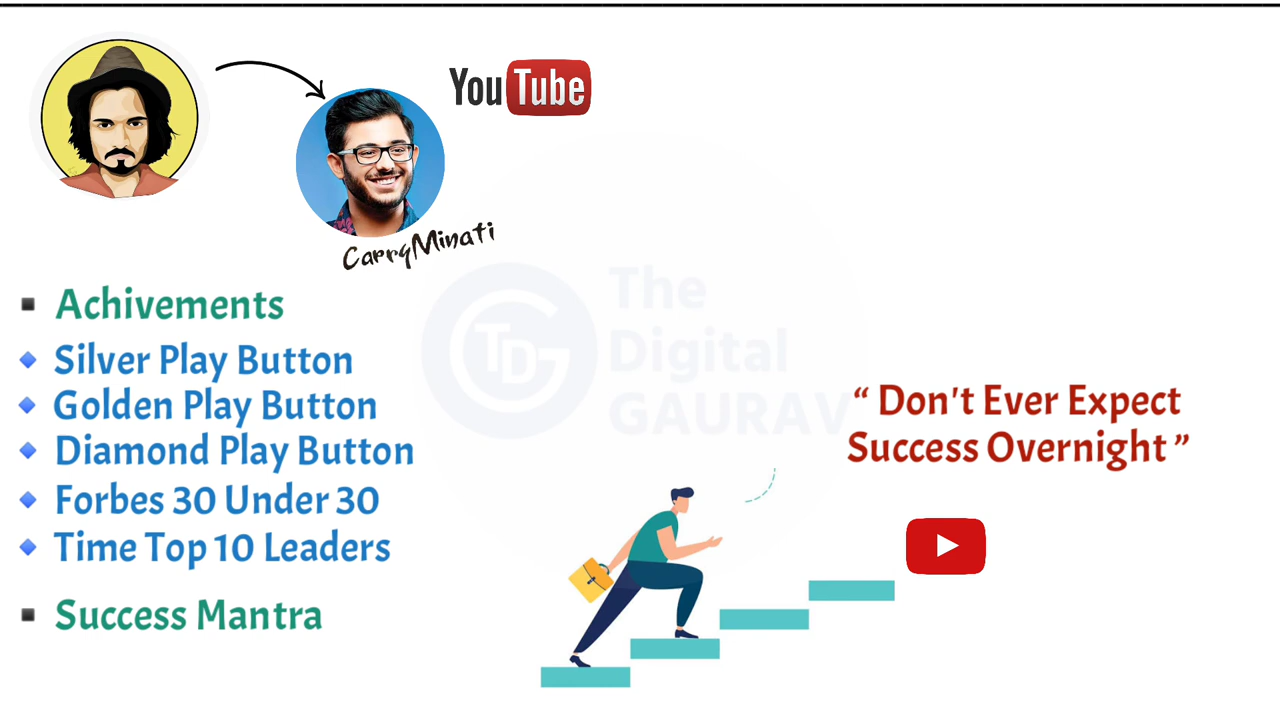 YouTube
CarryMinati
Achivements
Silver Play Button
Golden Play Button
Diamond Play Button
Forbes 30 Under 30
Time Top 10 Leaders
Success Mantra
The
Digital
GAURAV
TDG
“ Don't Ever Expect
Success Overnight ”